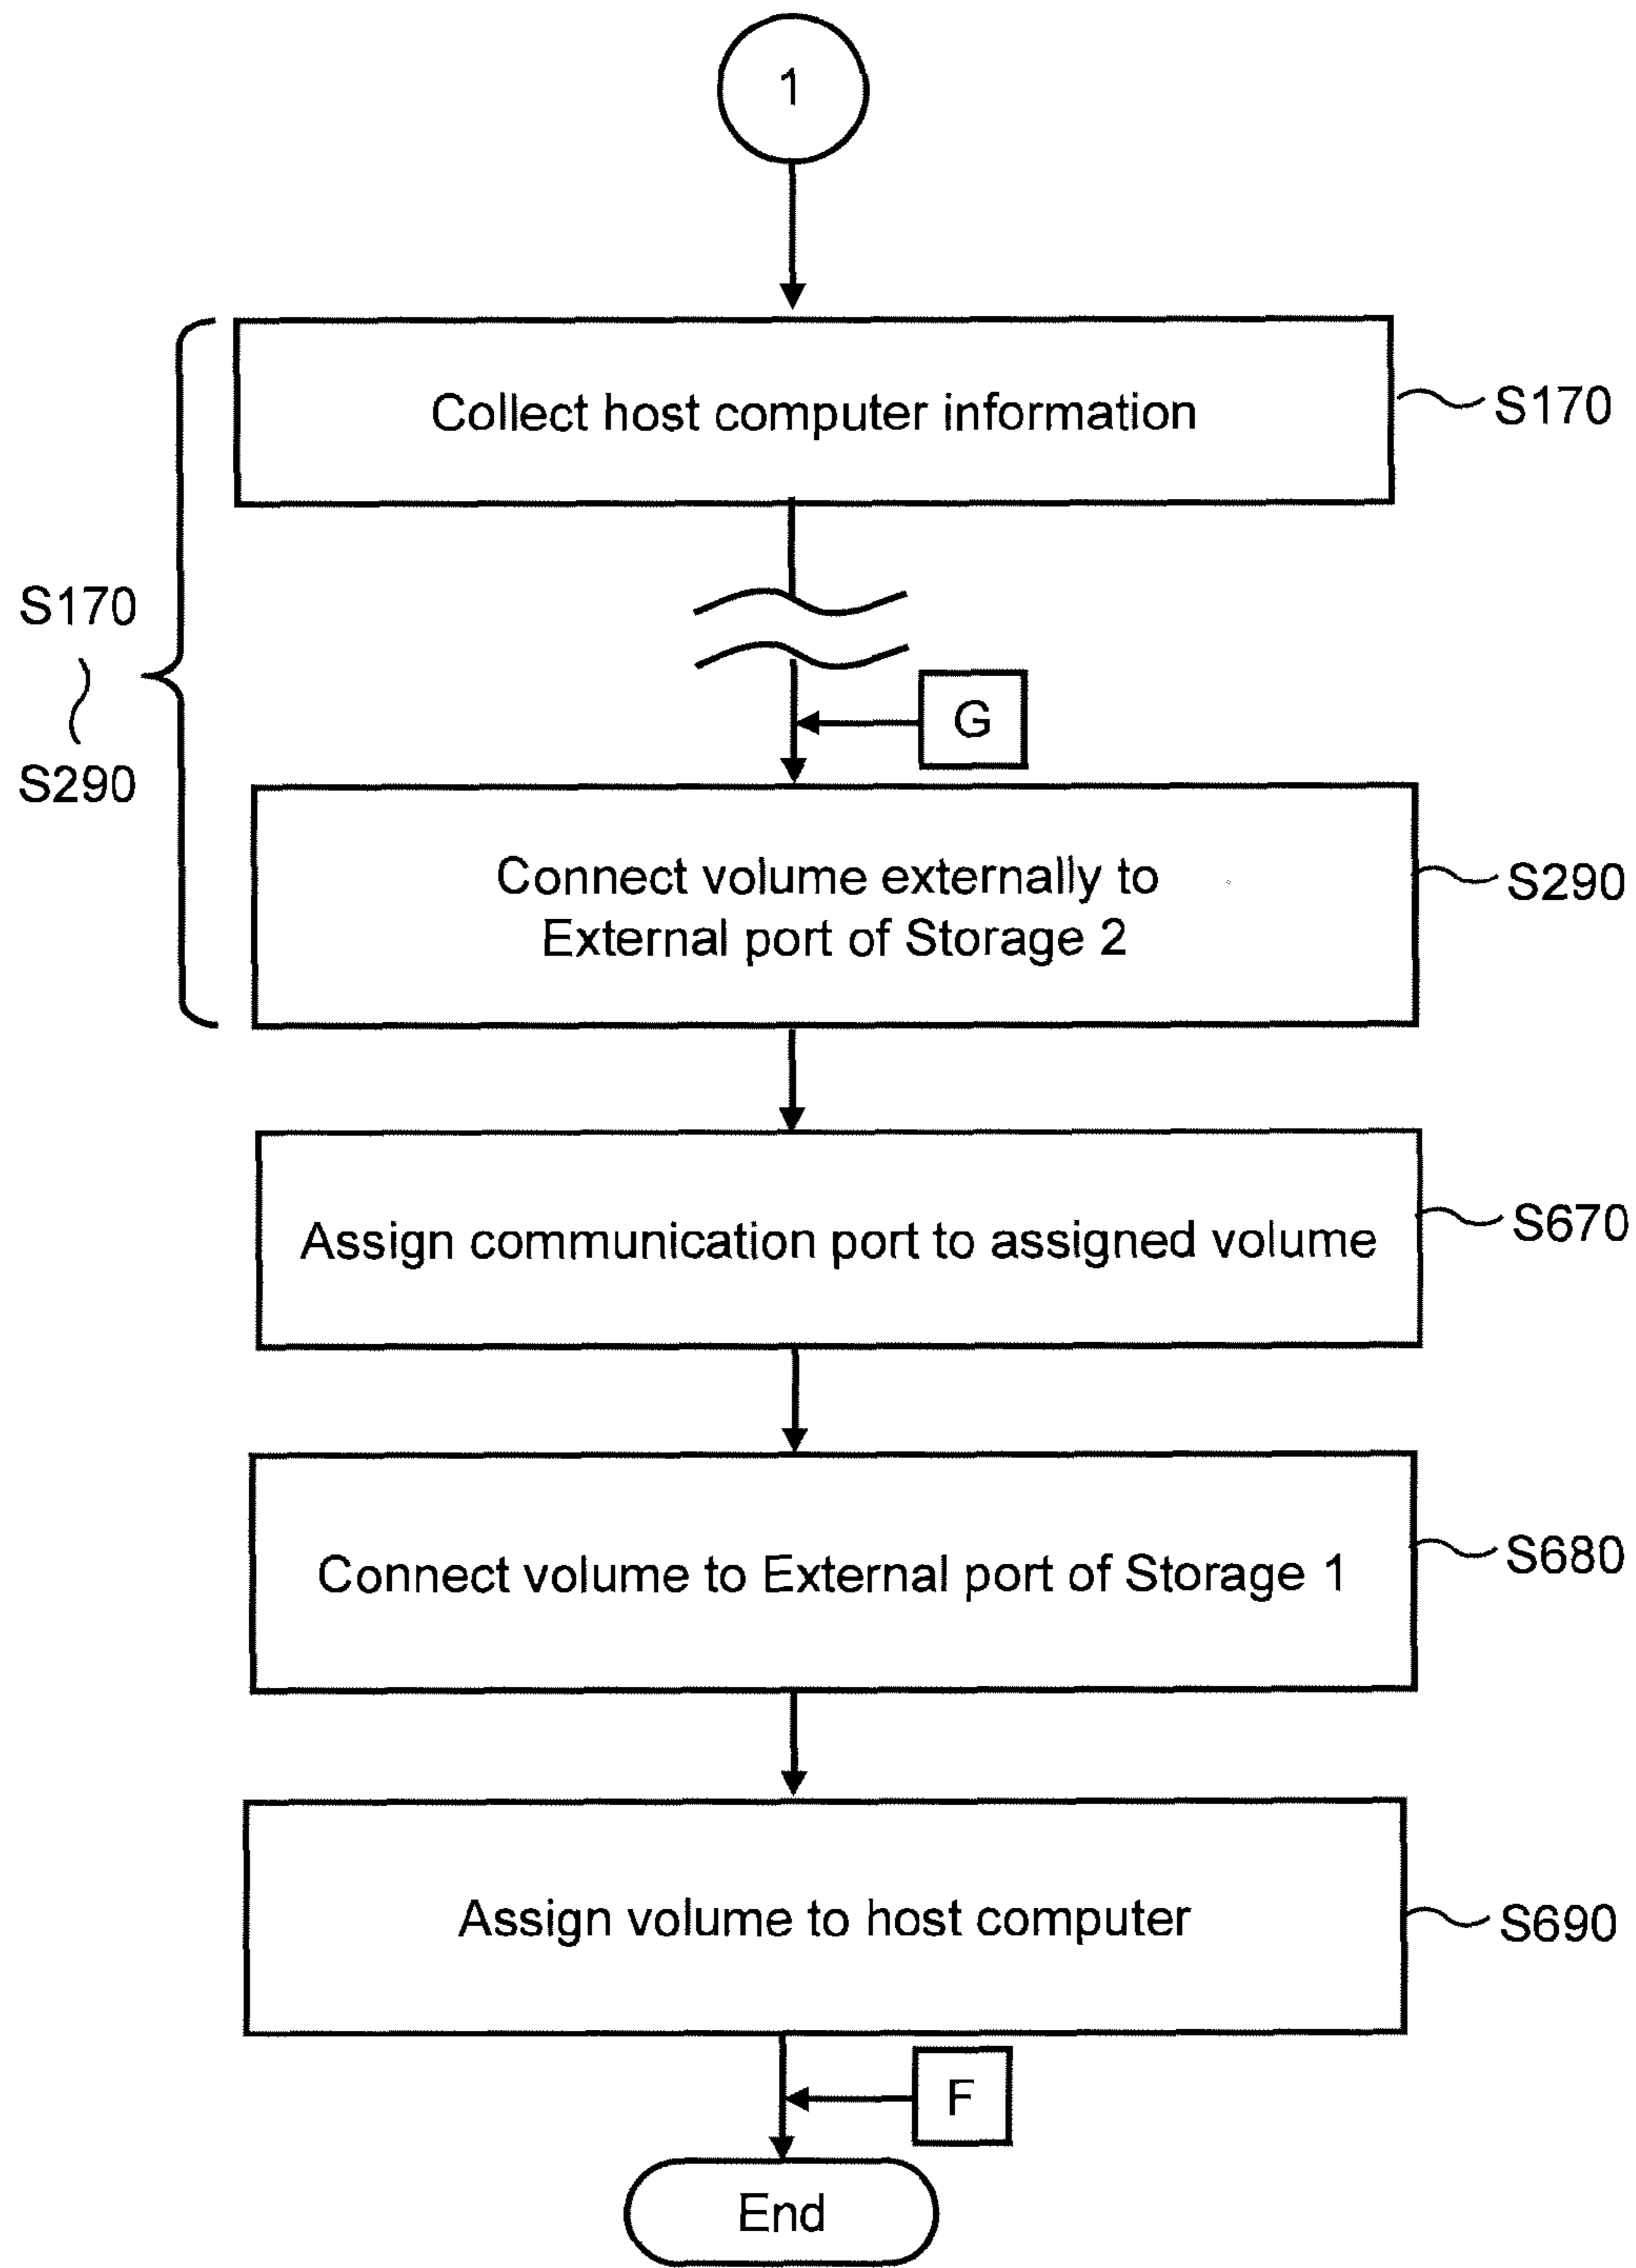 1
Collect host computer information
S170
S170
S290
G
Connect volume externally to
External port of Storage 2
S290
Assign communication port to assigned volume
S670
Connect volume to External port of Storage 1
S680
Assign volume to host computer
S690
F
End